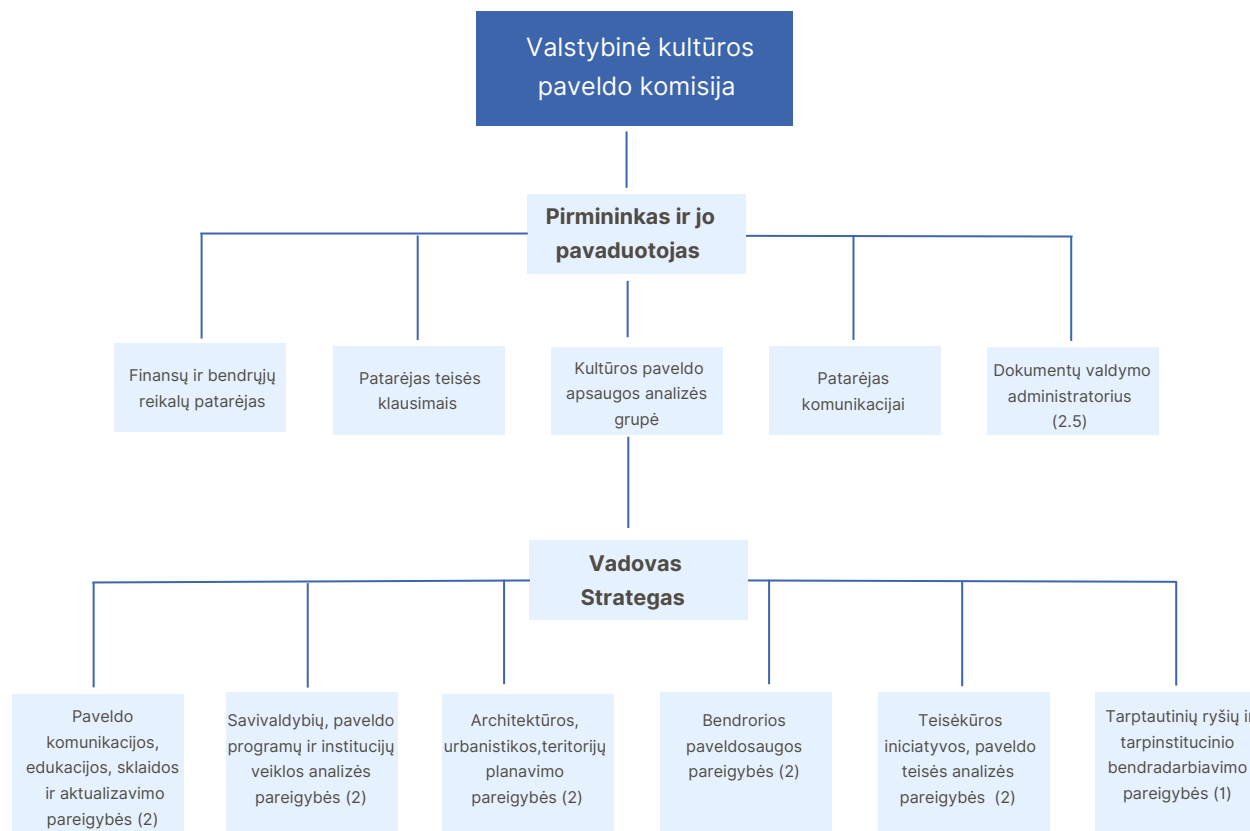 Valstybinė kultūros
paveldo komisija
Pirmininkas ir jo
pavaduotojas
Finansų ir bendrųjų
reikalų patarėjas
Patarėjas teisės
klausimais
Kultūros paveldo
apsaugos analizės
grupė
Patarėjas
komunikacijai
Dokumentų valdymo
administratorius
(2.5)
Vadovas
Strategas
Paveldo
komunikacijos,
edukacijos, sklaidos
ir aktualizavimo
pareigybės (2)
Savivaldybių, paveldo
programų ir institucijų
veiklos analizės
pareigybės (2)
Architektūros,
urbanistikos,teritorijų
planavimo
pareigybės (2)
Bendrorios
paveldosaugos
pareigybės (2)
Teisėkūros
iniciatyvos, paveldo
teisės analizės
pareigybės (2)
Tarptautinių ryšių ir
tarpinstitucinio
bendradarbiavimo
pareigybės (1)